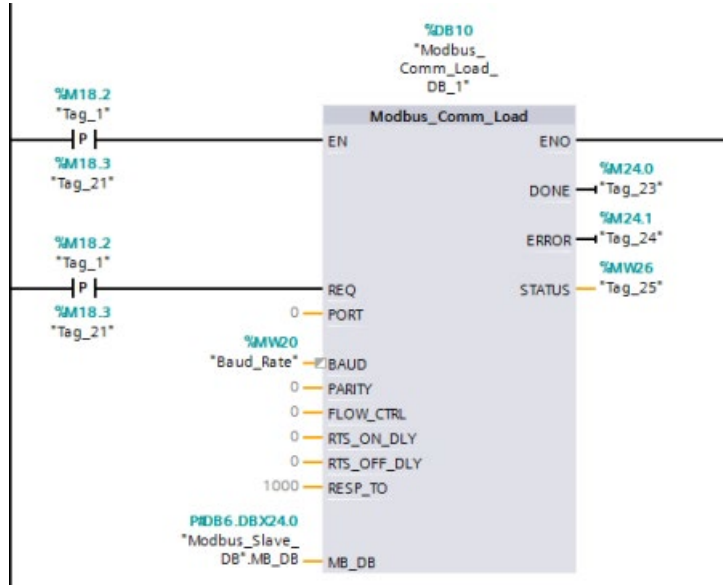 %DB10
"Modbus_
Comm_Load_
DB_1"
%M18.2
"Tag_1"
Modbus_Comm_Load
P
EN
ENO
%M18.3
"Tag_21"
%M24.0
DONE
"Tag_23"
%M24.1
ERROR
"Tag_24"
%M18.2
"Tag_1"
%MW26
P
REQ
STATUS
"Tag_25"
%M18.3
"Tag_21"
0
PORT
%MW20
"Baud_Rate"
BAUD
0
PARITY
0
FLOW_CTRL
0
RTS_ON_DLY
0
RTS_OFF_DLY
1000
RESP_TO
P#DB6.DBX24.0
"Modbus_Slave_
DB".MB_DB
MB_DB